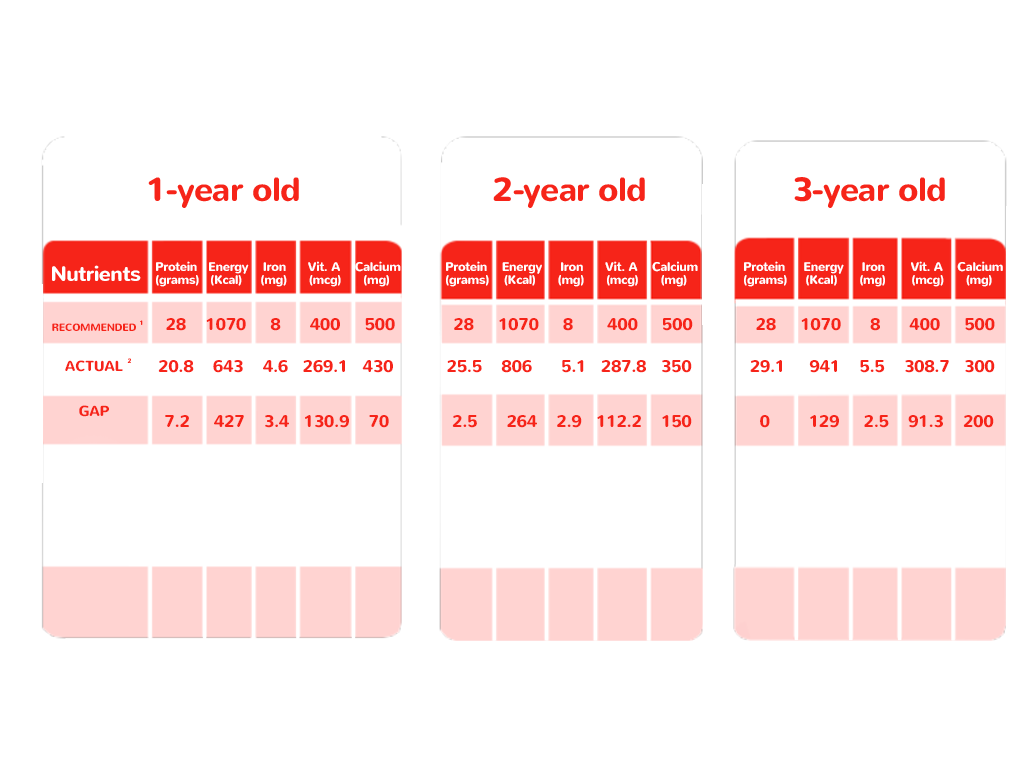 1-year old
Nutrients Protein (grams) Energy (Kcal) Iron (mg) Vit. A (mcg) Calcium (mg)
RECOMMENDED ¹ 28 1070 8 400 500
ACTUAL ² 20.8 643 4.6 269.1 430
GAP 7.2 427 3.4 130.9 70
2-year old
Protein (grams) Energy (Kcal) Iron (mg) Vit. A (mcg) Calcium (mg)
28 1070 8 400 500
25.5 806 5.1 287.8 350
2.5 264 2.9 112.2 150
3-year old
Protein (grams) Energy (Kcal) Iron (mg) Vit. A (mcg) Calcium (mg)
28 1070 8 400 500
29.1 941 5.5 308.7 300
0 129 2.5 91.3 200